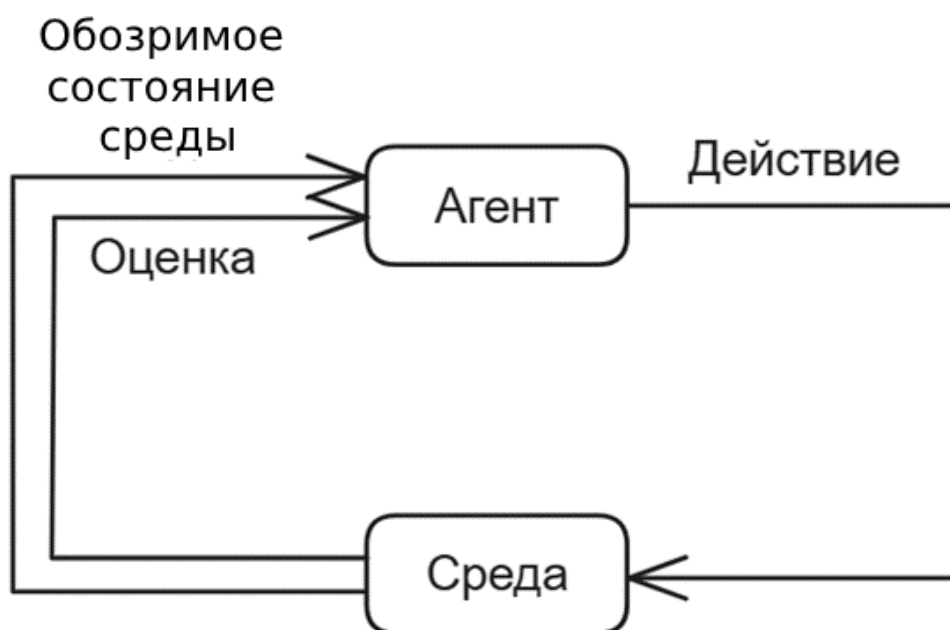 Обозримое
состояние
среды
Агент
Действие
Оценка
Среда